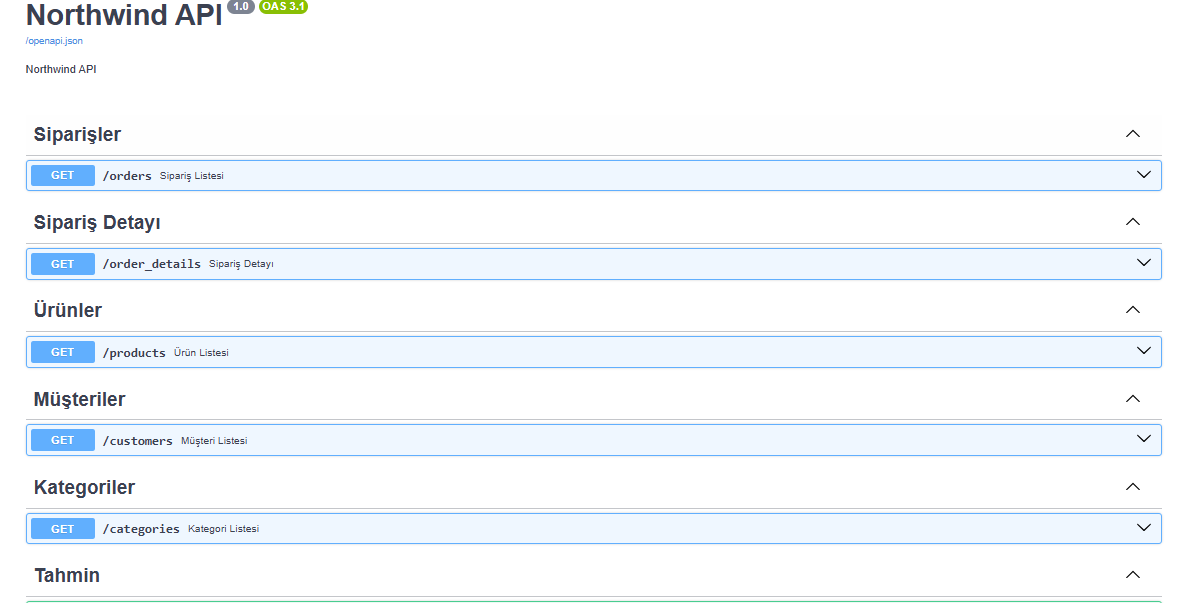 Northwind API 1.0 OAS 3.1
/openapi.json
Northwind API
Siparişler
GET /orders Sipariş Listesi
Sipariş Detayı
GET /order_details Sipariş Detayı
Ürünler
GET /products Ürün Listesi
Müşteriler
GET /customers Müşteri Listesi
Kategoriler
GET /categories Kategori Listesi
Tahmin